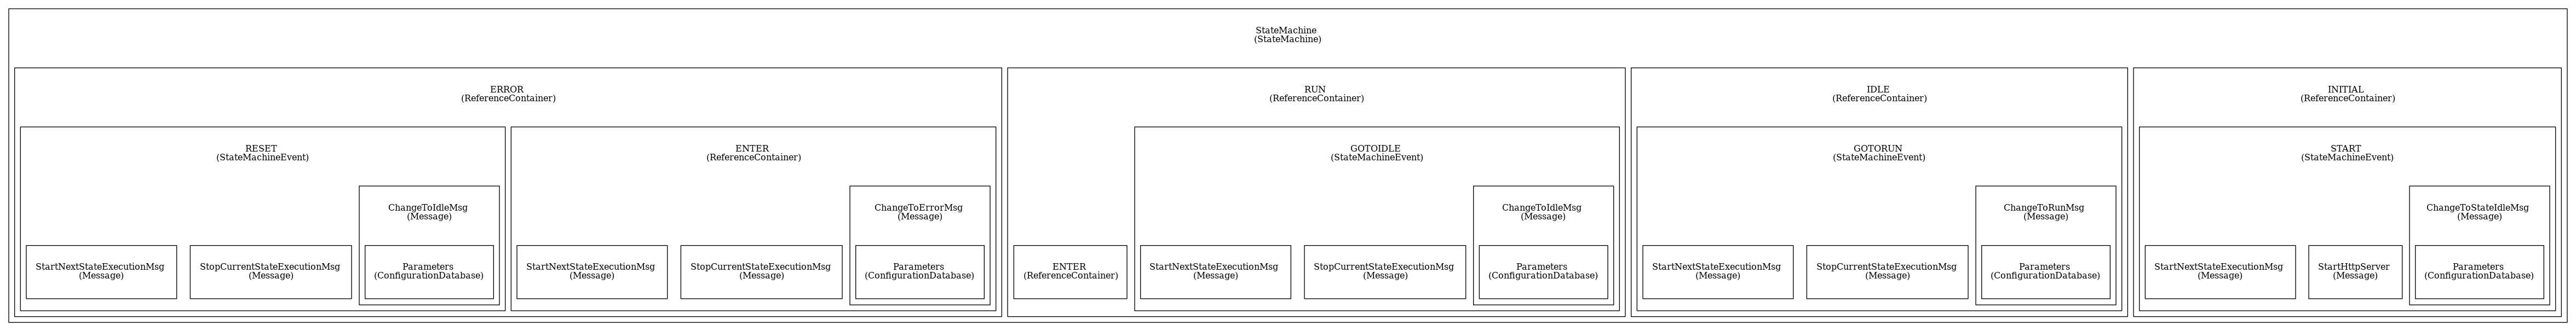 StateMachine
(StateMachine)
ERROR
(ReferenceContainer)
RESET
(StateMachineEvent)
StartNextStateExecutionMsg
(Message)
StopCurrentStateExecutionMsg
(Message)
ChangeToIdleMsg
(Message)
Parameters
(ConfigurationDatabase)
ENTER
(ReferenceContainer)
StartNextStateExecutionMsg
(Message)
StopCurrentStateExecutionMsg
(Message)
ChangeToErrorMsg
(Message)
Parameters
(ConfigurationDatabase)
RUN
(ReferenceContainer)
ENTER
(ReferenceContainer)
GOTOIDLE
(StateMachineEvent)
StartNextStateExecutionMsg
(Message)
StopCurrentStateExecutionMsg
(Message)
ChangeToIdleMsg
(Message)
Parameters
(ConfigurationDatabase)
IDLE
(ReferenceContainer)
GOTORUN
(StateMachineEvent)
StartNextStateExecutionMsg
(Message)
StopCurrentStateExecutionMsg
(Message)
ChangeToRunMsg
(Message)
Parameters
(ConfigurationDatabase)
INITIAL
(ReferenceContainer)
START
(StateMachineEvent)
StartNextStateExecutionMsg
(Message)
StartHttpServer
(Message)
ChangeToStateIdleMsg
(Message)
Parameters
(ConfigurationDatabase)